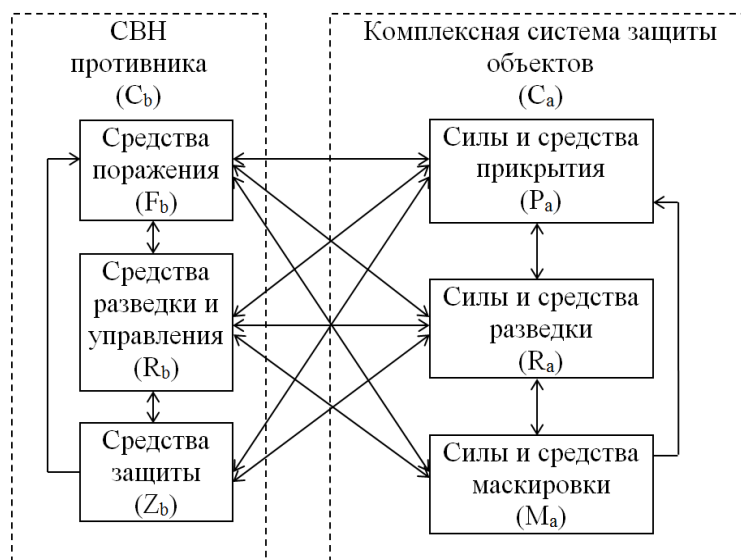 СВН
противника
(Cb)
Средства
поражения
(Fb)
Средства
разведки и
управления
(Rb)
Средства
защиты
(Zb)
Комплексная система защиты
объектов
(Ca)
Силы и средства
прикрытия
(Pa)
Силы и средства
разведки
(Ra)
Силы и средства
маскировки
(Ma)